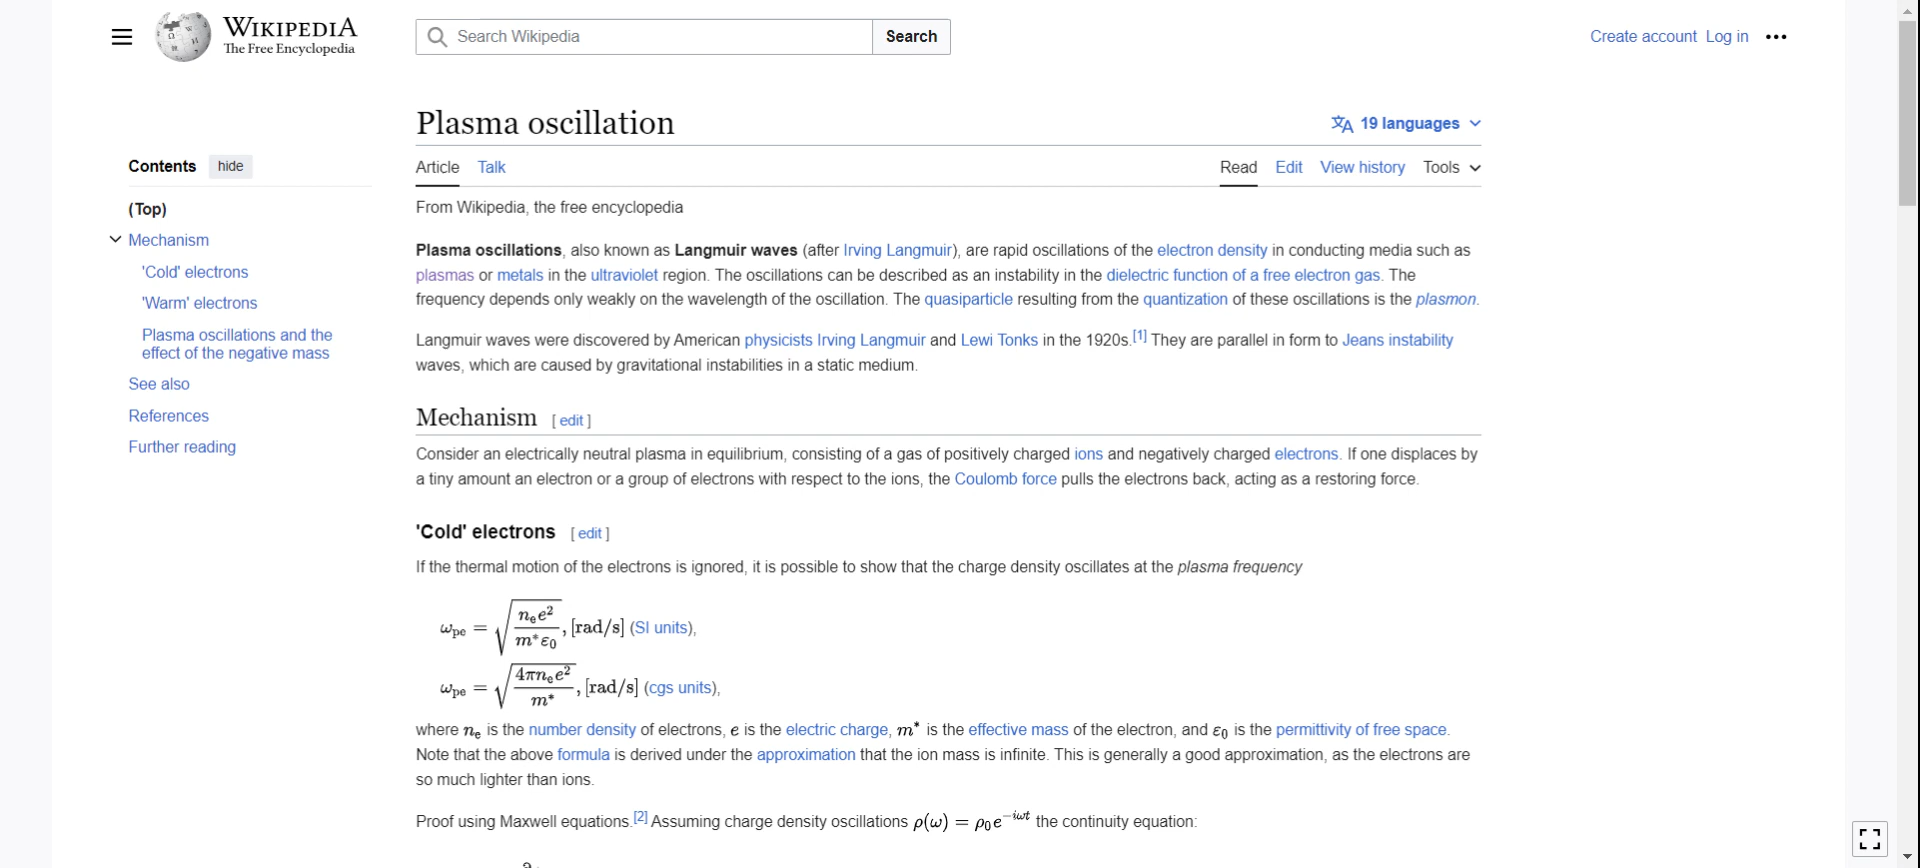 WIKIPEDIA
The Free Encyclopedia
Search Wikipedia
Search
Create account Log in
Plasma oscillation
19 languages
Contents hide
Article Talk
Read Edit View history Tools
(Top)
Mechanism
'Cold' electrons
'Warm' electrons
Plasma oscillations and the
effect of the negative mass
See also
References
Further reading
From Wikipedia, the free encyclopedia
Plasma oscillations, also known as Langmuir waves (after Irving Langmuir), are rapid oscillations of the electron density in conducting media such as
plasmas or metals in the ultraviolet region. The oscillations can be described as an instability in the dielectric function of a free electron gas. The
frequency depends only weakly on the wavelength of the oscillation. The quasiparticle resulting from the quantization of these oscillations is the plasmon.
Langmuir waves were discovered by American physicists Irving Langmuir and Lewi Tonks in the 1920s.[1] They are parallel in form to Jeans instability
waves, which are caused by gravitational instabilities in a static medium.
Mechanism [ edit ]
Consider an electrically neutral plasma in equilibrium, consisting of a gas of positively charged ions and negatively charged electrons. If one displaces by
a tiny amount an electron or a group of electrons with respect to the ions, the Coulomb force pulls the electrons back, acting as a restoring force.
'Cold' electrons [ edit ]
If the thermal motion of the electrons is ignored, it is possible to show that the charge density oscillates at the plasma frequency
ω_pe = √(n_e e² / m* ε₀), [rad/s] (SI units),
ω_pe = √(4πn_e e² / m*), [rad/s] (cgs units),
where n_e is the number density of electrons, e is the electric charge, m* is the effective mass of the electron, and ε₀ is the permittivity of free space.
Note that the above formula is derived under the approximation that the ion mass is infinite. This is generally a good approximation, as the electrons are
so much lighter than ions.
Proof using Maxwell equations.[2] Assuming charge density oscillations ρ(ω) = ρ₀e^(−iωt) the continuity equation: